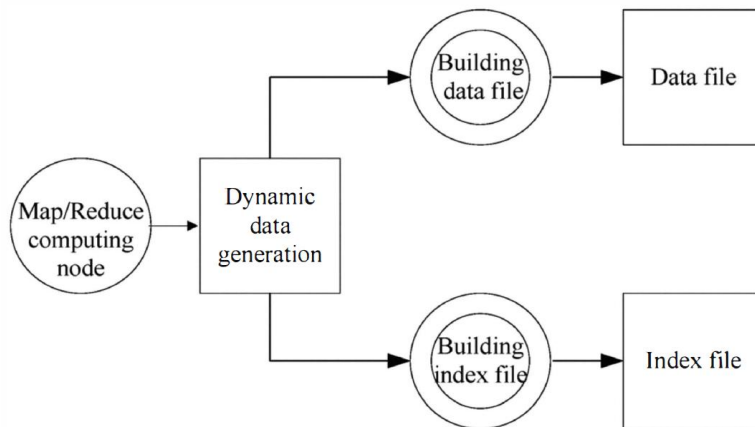 Map/Reduce
computing
node
Dynamic
data
generation
Building
data file
Data file
Building
index file
Index file